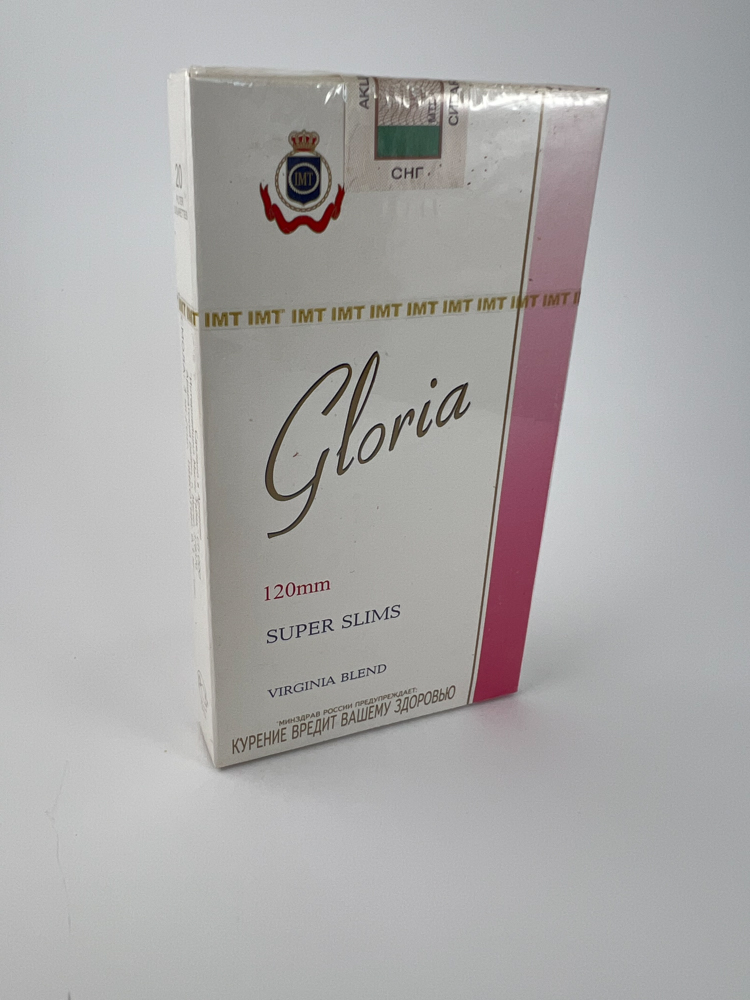 АКЦ
СИГАР
СНГ
IMT
20
IMT IMT IMT IMT IMT IMT IMT IMT IMT IMT
Gloria
120mm
SUPER SLIMS
VIRGINIA BLEND
МИНЗДРАВ РОССИИ ПРЕДУПРЕЖДАЕТ:
КУРЕНИЕ ВРЕДИТ ВАШЕМУ ЗДОРОВЬЮ